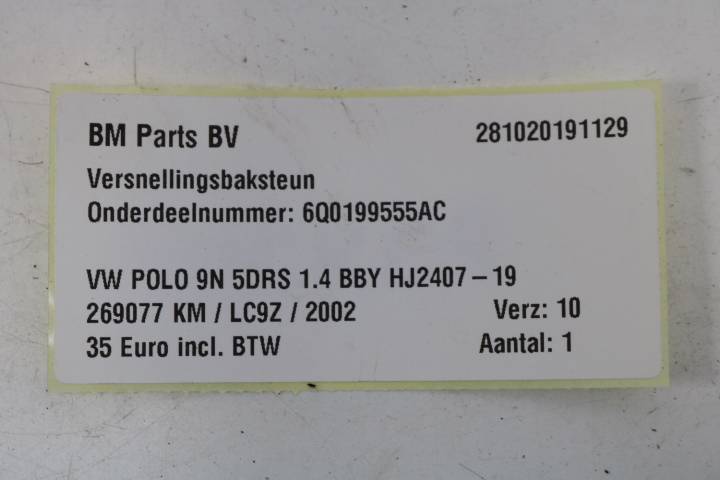 BM Parts BV 281020191129
Versnellingsbaksteun
Onderdeelnummer: 6Q0199555AC
VW POLO 9N 5DRS 1.4 BBY HJ2407-19
269077 KM / LC9Z / 2002 Verz: 10
35 Euro incl. BTW Aantal: 1